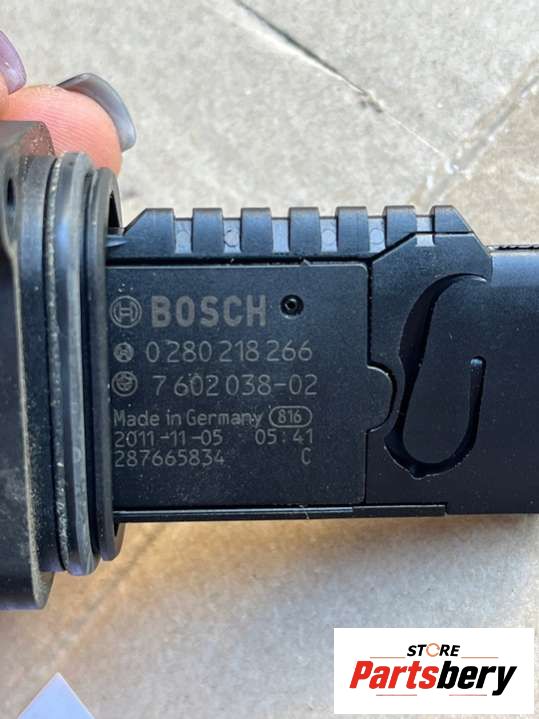 BOSCH
0 280 218 266
7 602 038-02
Made in Germany 816
2011-11-05 05:41
287665834 C
STORE
Partsbery